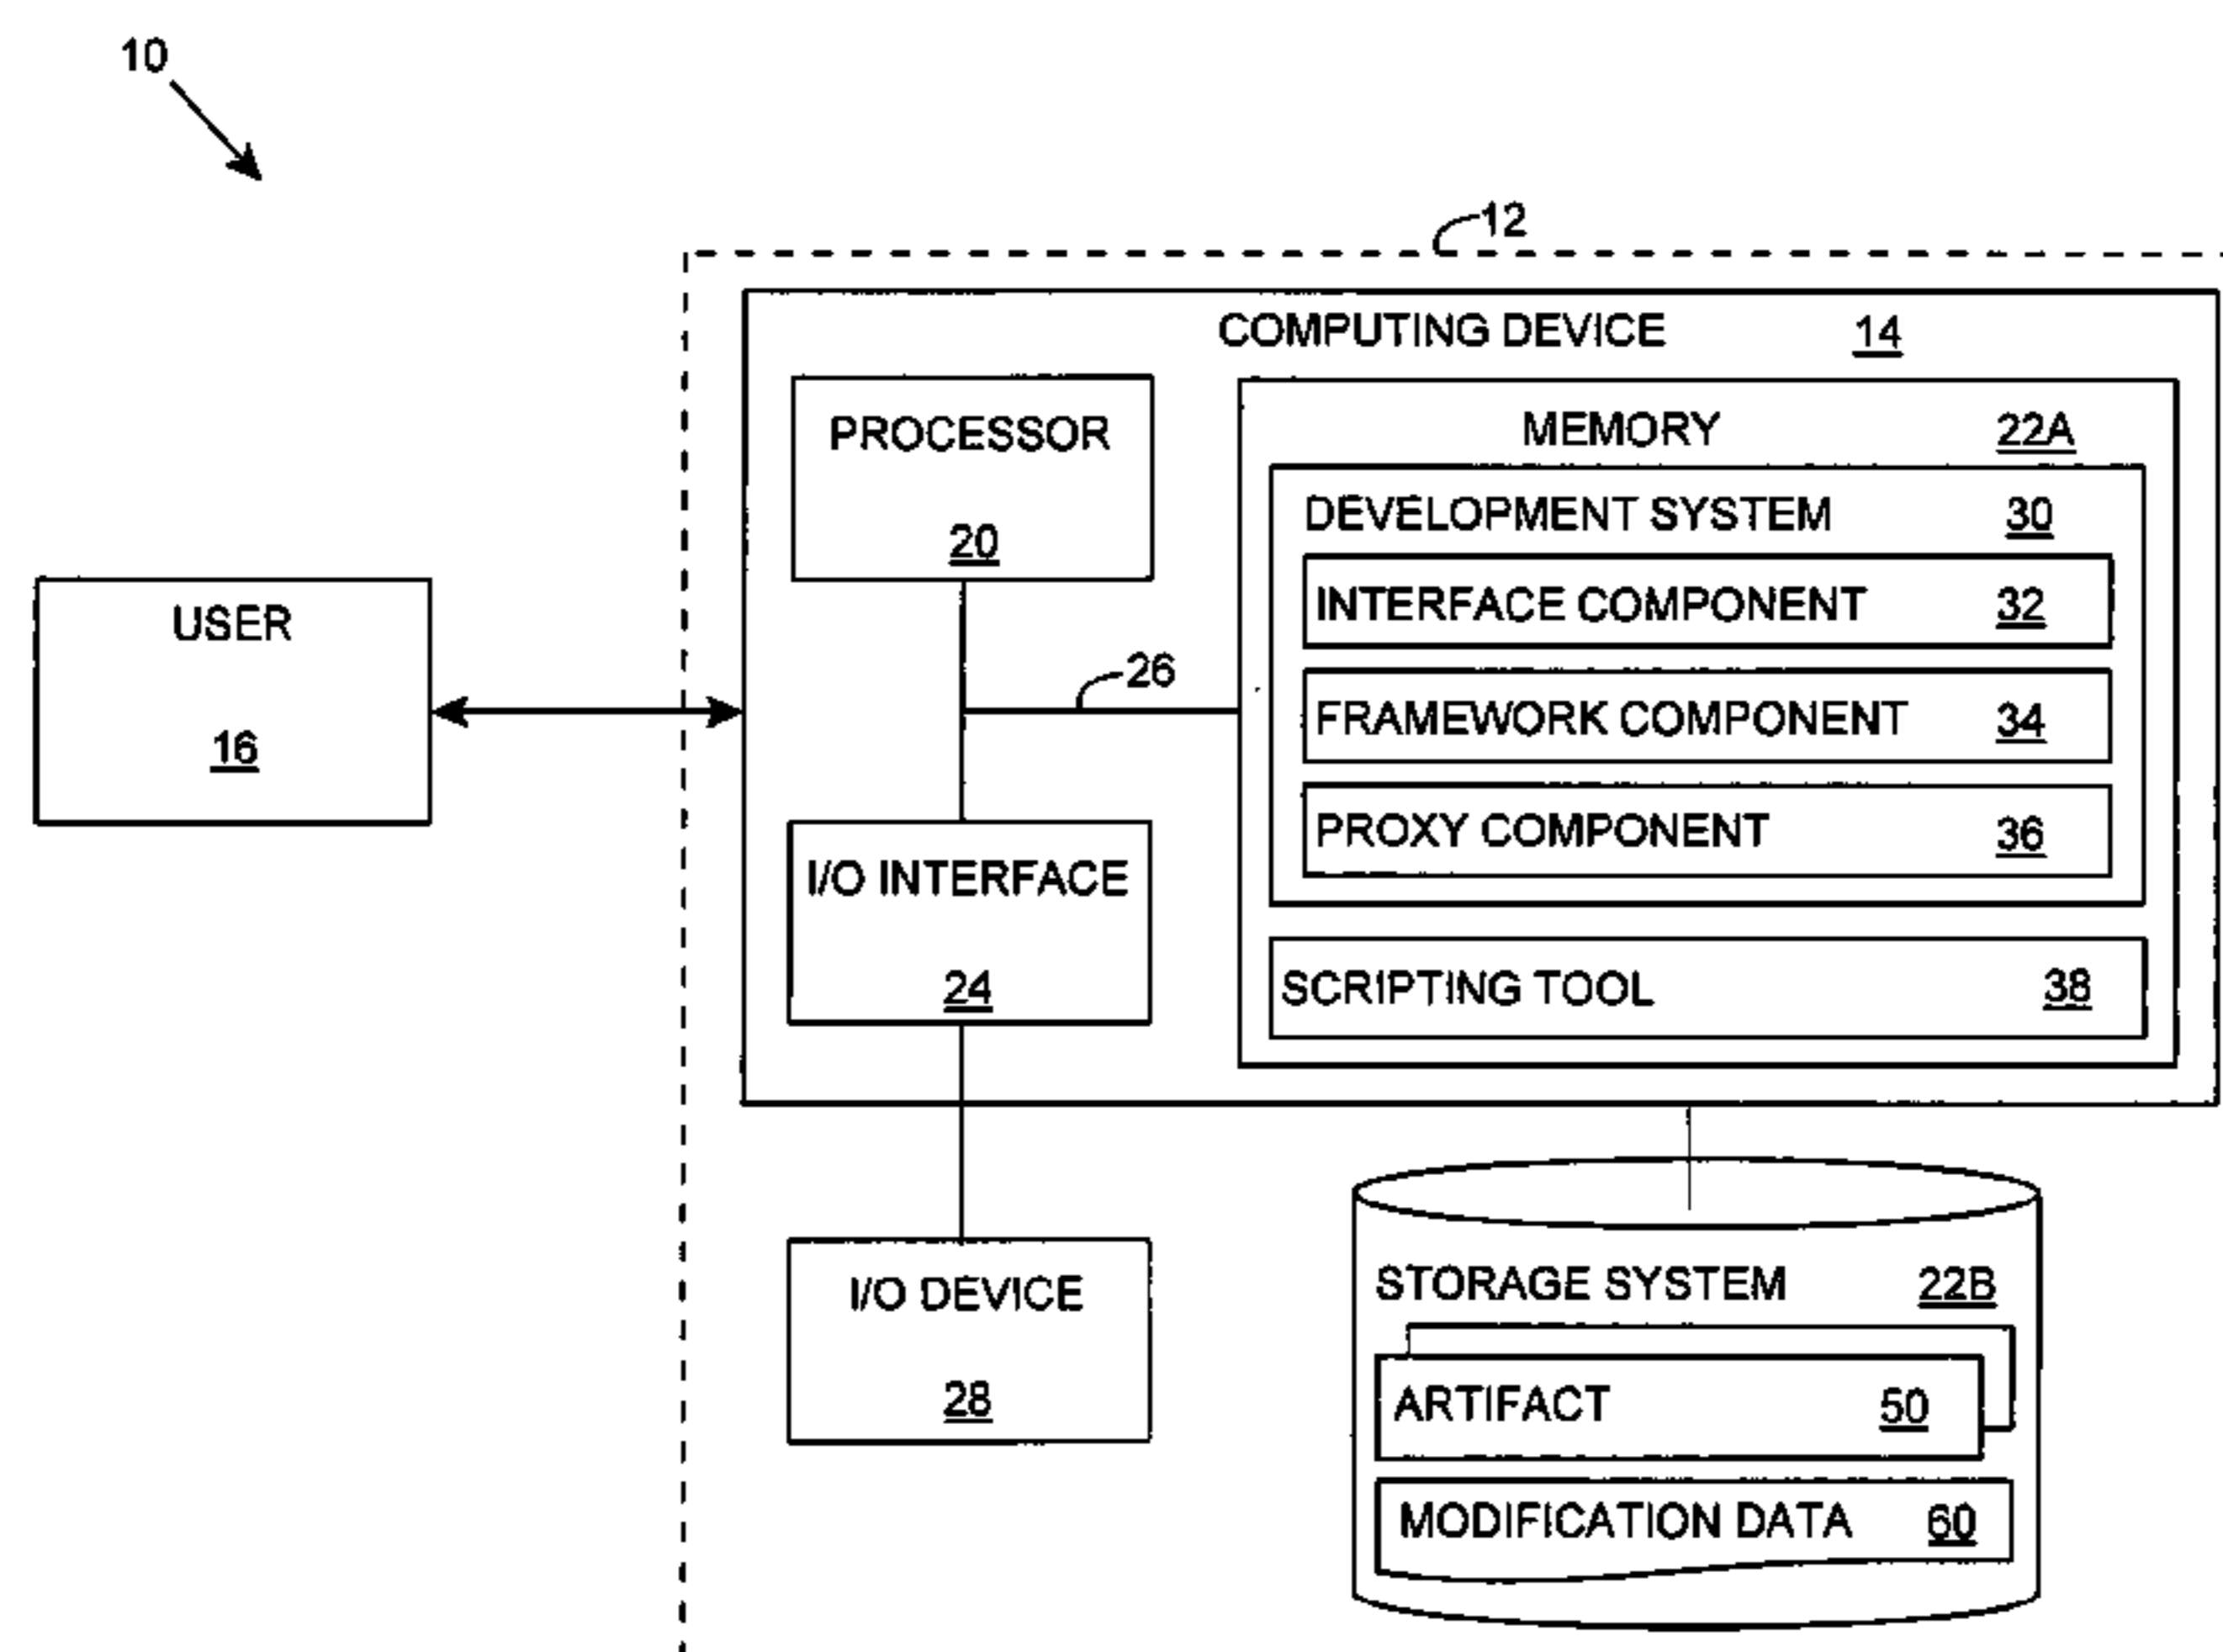 10
12
COMPUTING DEVICE 14
PROCESSOR
20
MEMORY 22A
DEVELOPMENT SYSTEM 30
INTERFACE COMPONENT 32
FRAMEWORK COMPONENT 34
PROXY COMPONENT 36
SCRIPTING TOOL 38
USER
16
26
I/O INTERFACE
24
I/O DEVICE
28
STORAGE SYSTEM 22B
ARTIFACT 50
MODIFICATION DATA 60